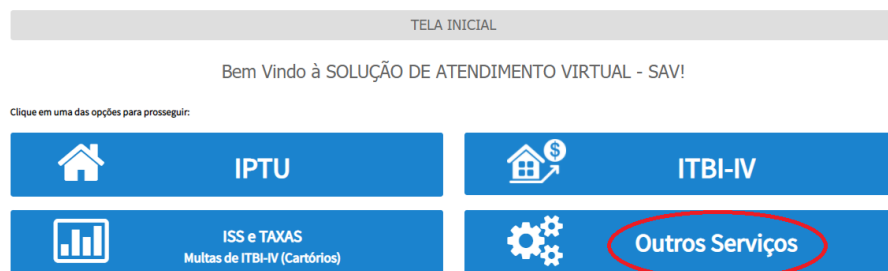 TELA INICIAL
Bem Vindo à SOLUÇÃO DE ATENDIMENTO VIRTUAL - SAV!
Clique em uma das opções para prosseguir:
IPTU
ITBI-IV
ISS e TAXAS
Multas de ITBI-IV (Cartórios)
Outros Serviços